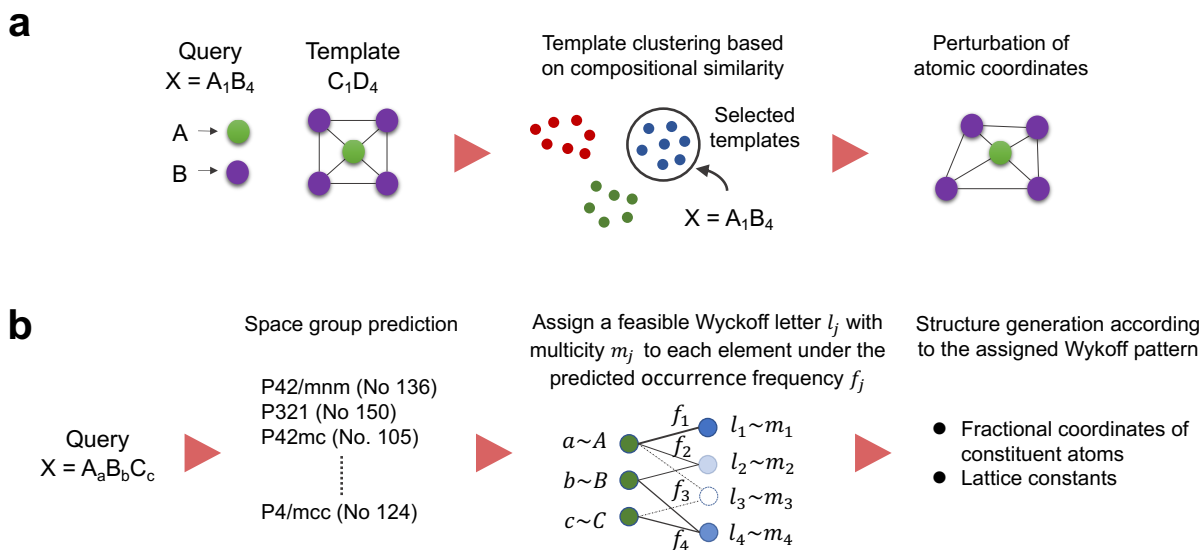 a
Query
X = A₁B₄
A
B
Template
C₁D₄
Template clustering based
on compositional similarity
Selected
templates
X = A₁B₄
Perturbation of
atomic coordinates
b
Query
X = AₐB_bC_c
Space group prediction
P42/mnm (No 136)
P321 (No 150)
P42mc (No. 105)
P4/mcc (No 124)
Assign a feasible Wyckoff letter l_j with
multicity m_j to each element under the
predicted occurrence frequency f_j
a~A
b~B
c~C
f₁
f₂
f₃
f₄
l₁~m₁
l₂~m₂
l₃~m₃
l₄~m₄
Structure generation according
to the assigned Wykoff pattern
● Fractional coordinates of
constituent atoms
● Lattice constants